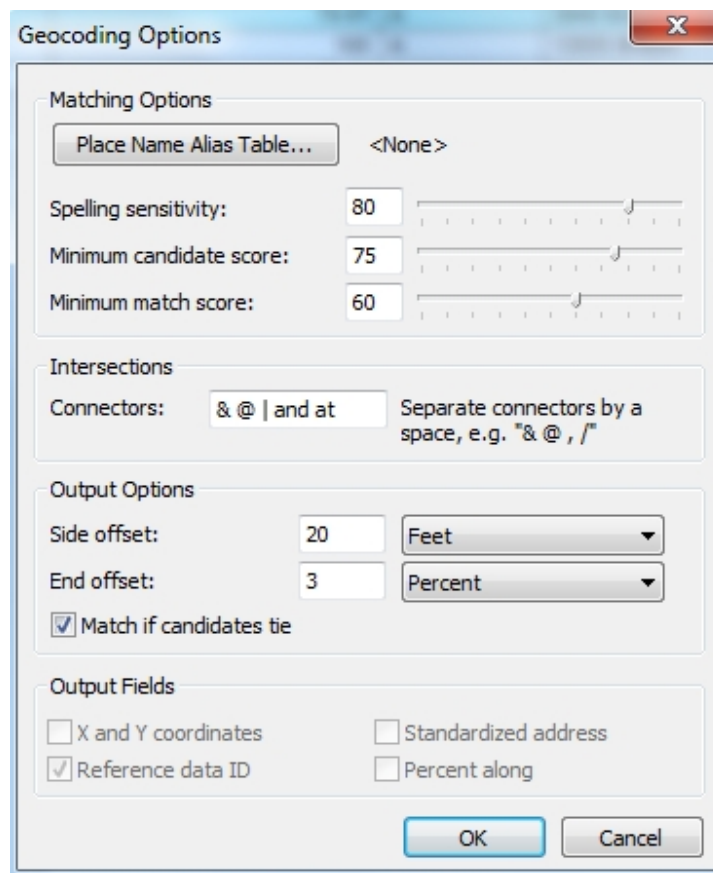 Geocoding Options
Matching Options
Place Name Alias Table... <None>
Spelling sensitivity: 80
Minimum candidate score: 75
Minimum match score: 60
Intersections
Connectors: & @ | and at Separate connectors by a
space, e.g. "& @ , /"
Output Options
Side offset: 20 Feet
End offset: 3 Percent
Match if candidates tie
Output Fields
X and Y coordinates Standardized address
Reference data ID Percent along
OK Cancel